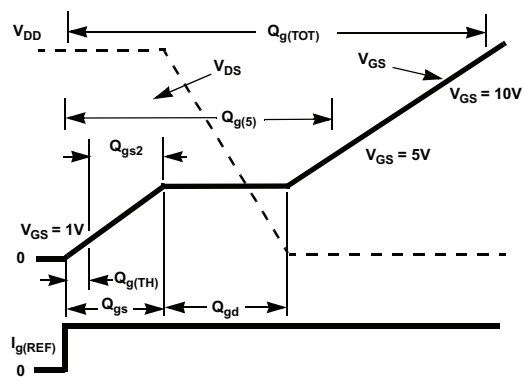 V_DD
Q_g(TOT)
V_DS
V_GS
V_GS = 10V
Q_g(5)
Q_gs2
V_GS = 5V
V_GS = 1V
0
Q_g(TH)
Q_gs
Q_gd
I_g(REF)
0